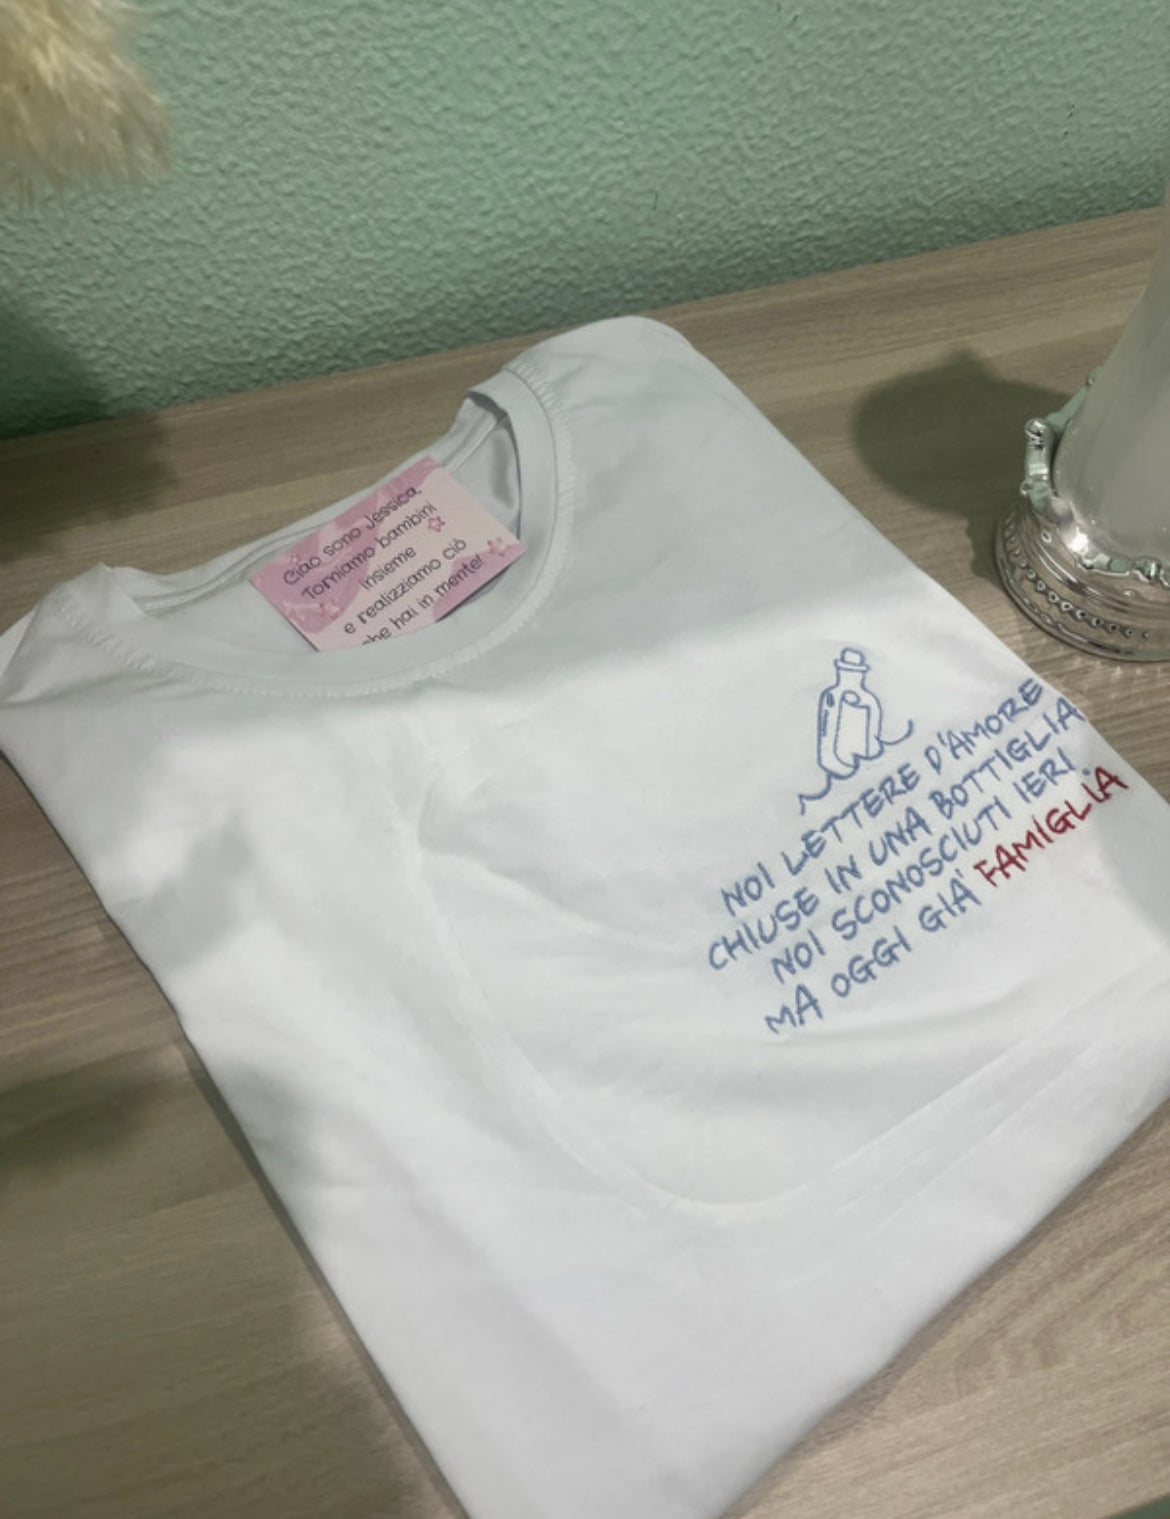 Ciao sono Jessica.
Torniamo bambini
insieme
e realizziamo ciò
che hai in mente!
NOI LETTERE D'AMORE
CHIUSE IN UNA BOTTIGLIA
NOI SCONOSCIUTI IERI
MA OGGI GIÀ FAMIGLIA